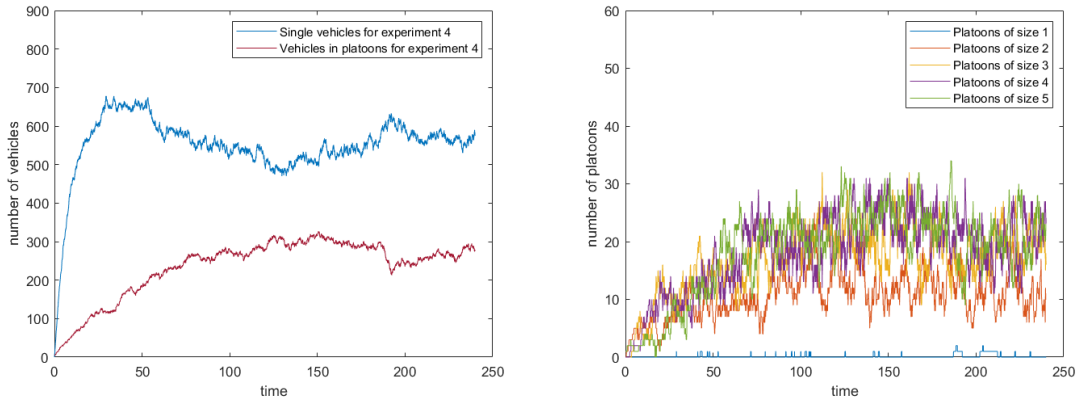 900
800
700
600
500
400
300
200
100
0
number of vehicles
Single vehicles for experiment 4
Vehicles in platoons for experiment 4
0 50 100 150 200 250
time
60
50
40
30
20
10
0
number of platoons
Platoons of size 1
Platoons of size 2
Platoons of size 3
Platoons of size 4
Platoons of size 5
0 50 100 150 200 250
time